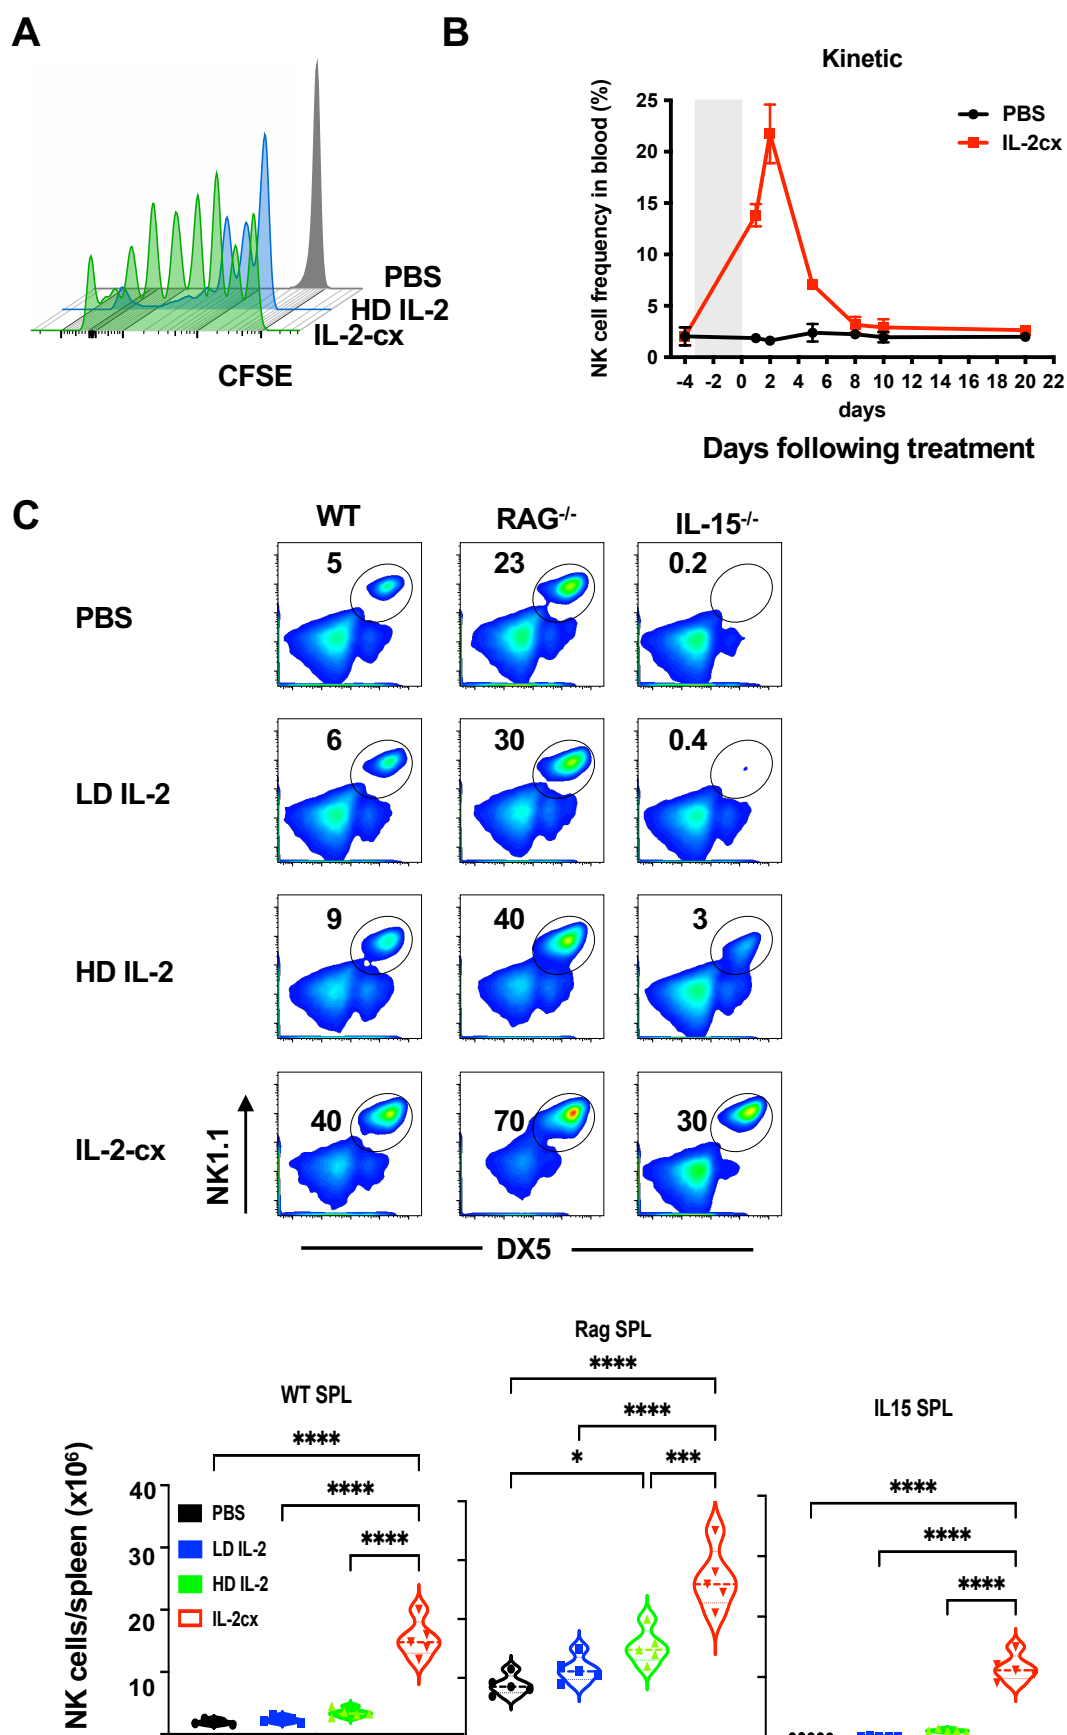 A
PBS
HD IL-2
IL-2-cx
CFSE
B
Kinetic
NK cell frequency in blood (%)
25
20
15
10
5
0
-4 -2 0 2 4 6 8 10 12 14 16 18 20 22
days
PBS
IL-2cx
Days following treatment
C
WT RAG-/- IL-15-/-
PBS
5 23 0.2
LD IL-2
6 30 0.4
HD IL-2
9 40 3
IL-2-cx
40 70 30
NK1.1
DX5
WT SPL
Rag SPL
IL15 SPL
**** 
****
****
****
****
* ***
****
****
****
NK cells/spleen (x10⁶)
40
30
20
10
PBS
LD IL-2
HD IL-2
IL-2cx